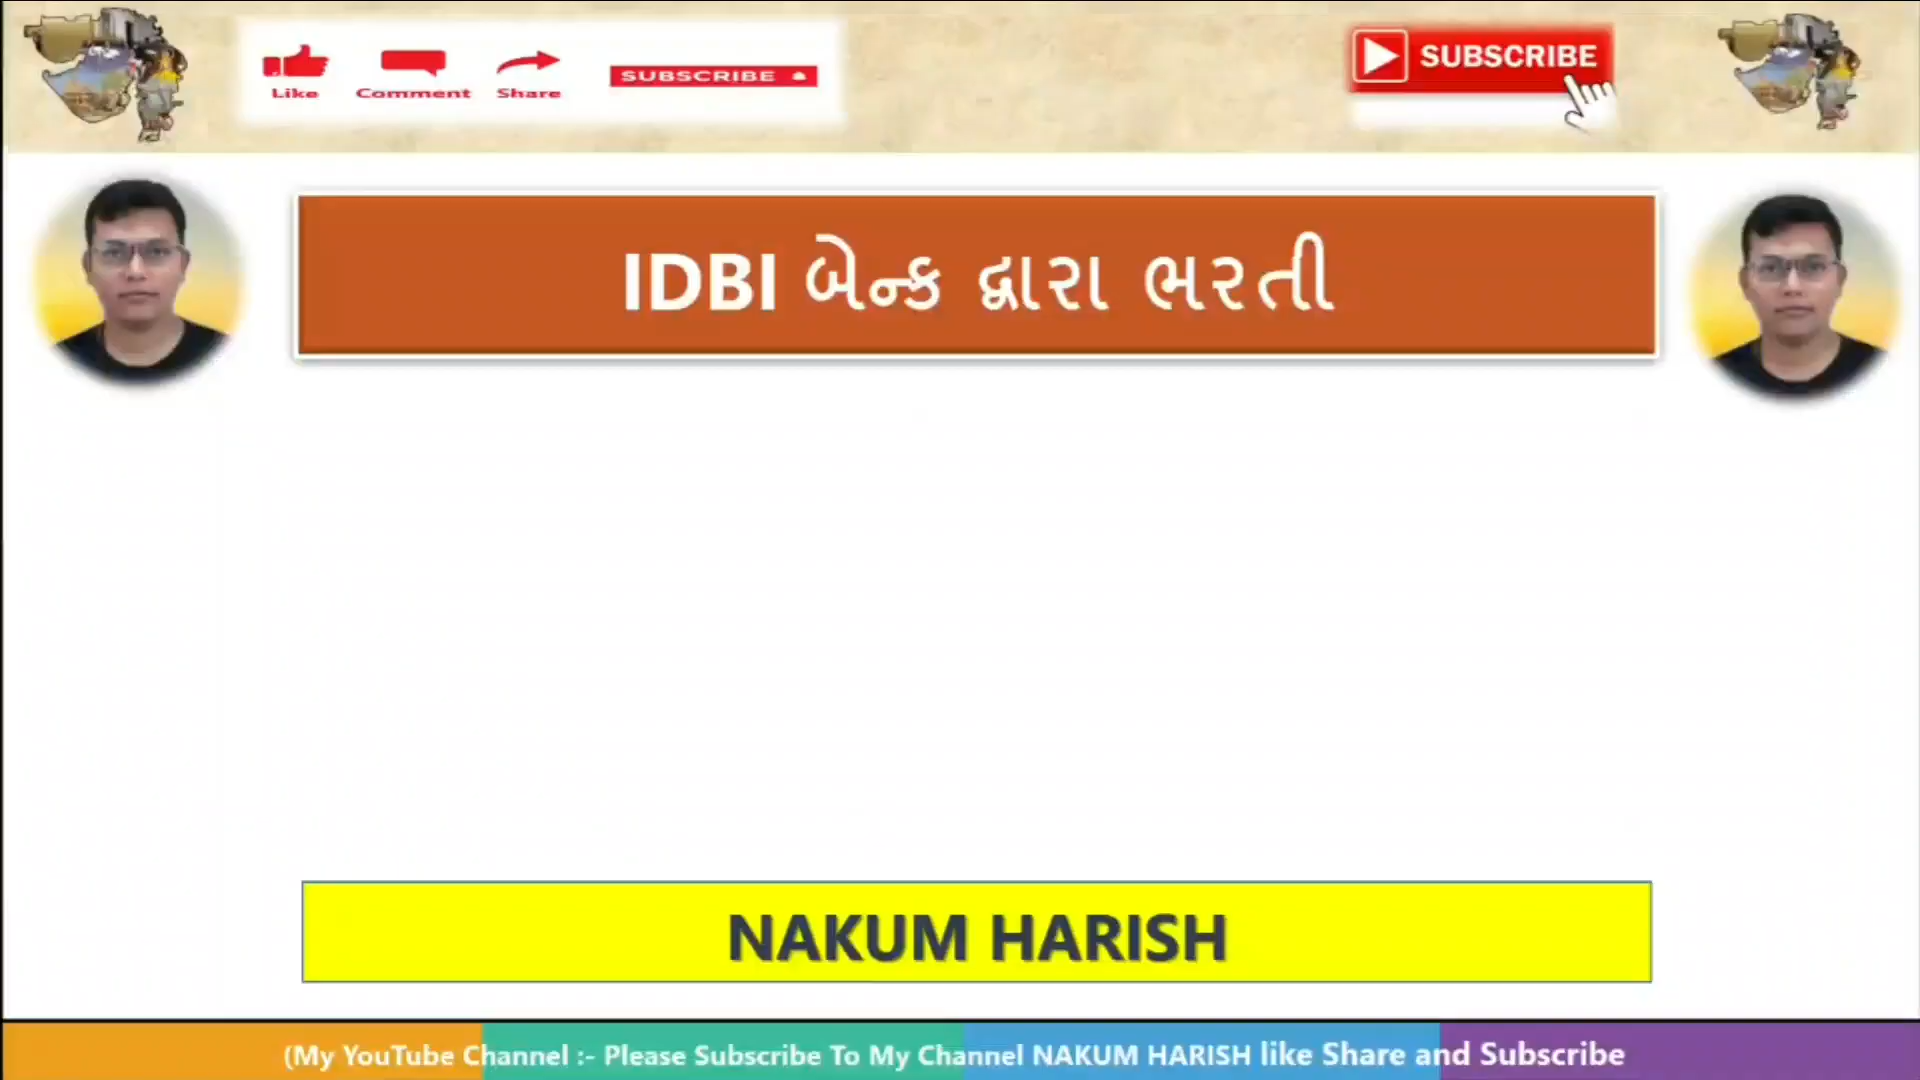 Like Comment Share SUBSCRIBE
SUBSCRIBE
IDBI બેન્ક દ્વારા ભરતી
NAKUM HARISH
(My YouTube Channel :- Please Subscribe To My Channel NAKUM HARISH like Share and Subscribe